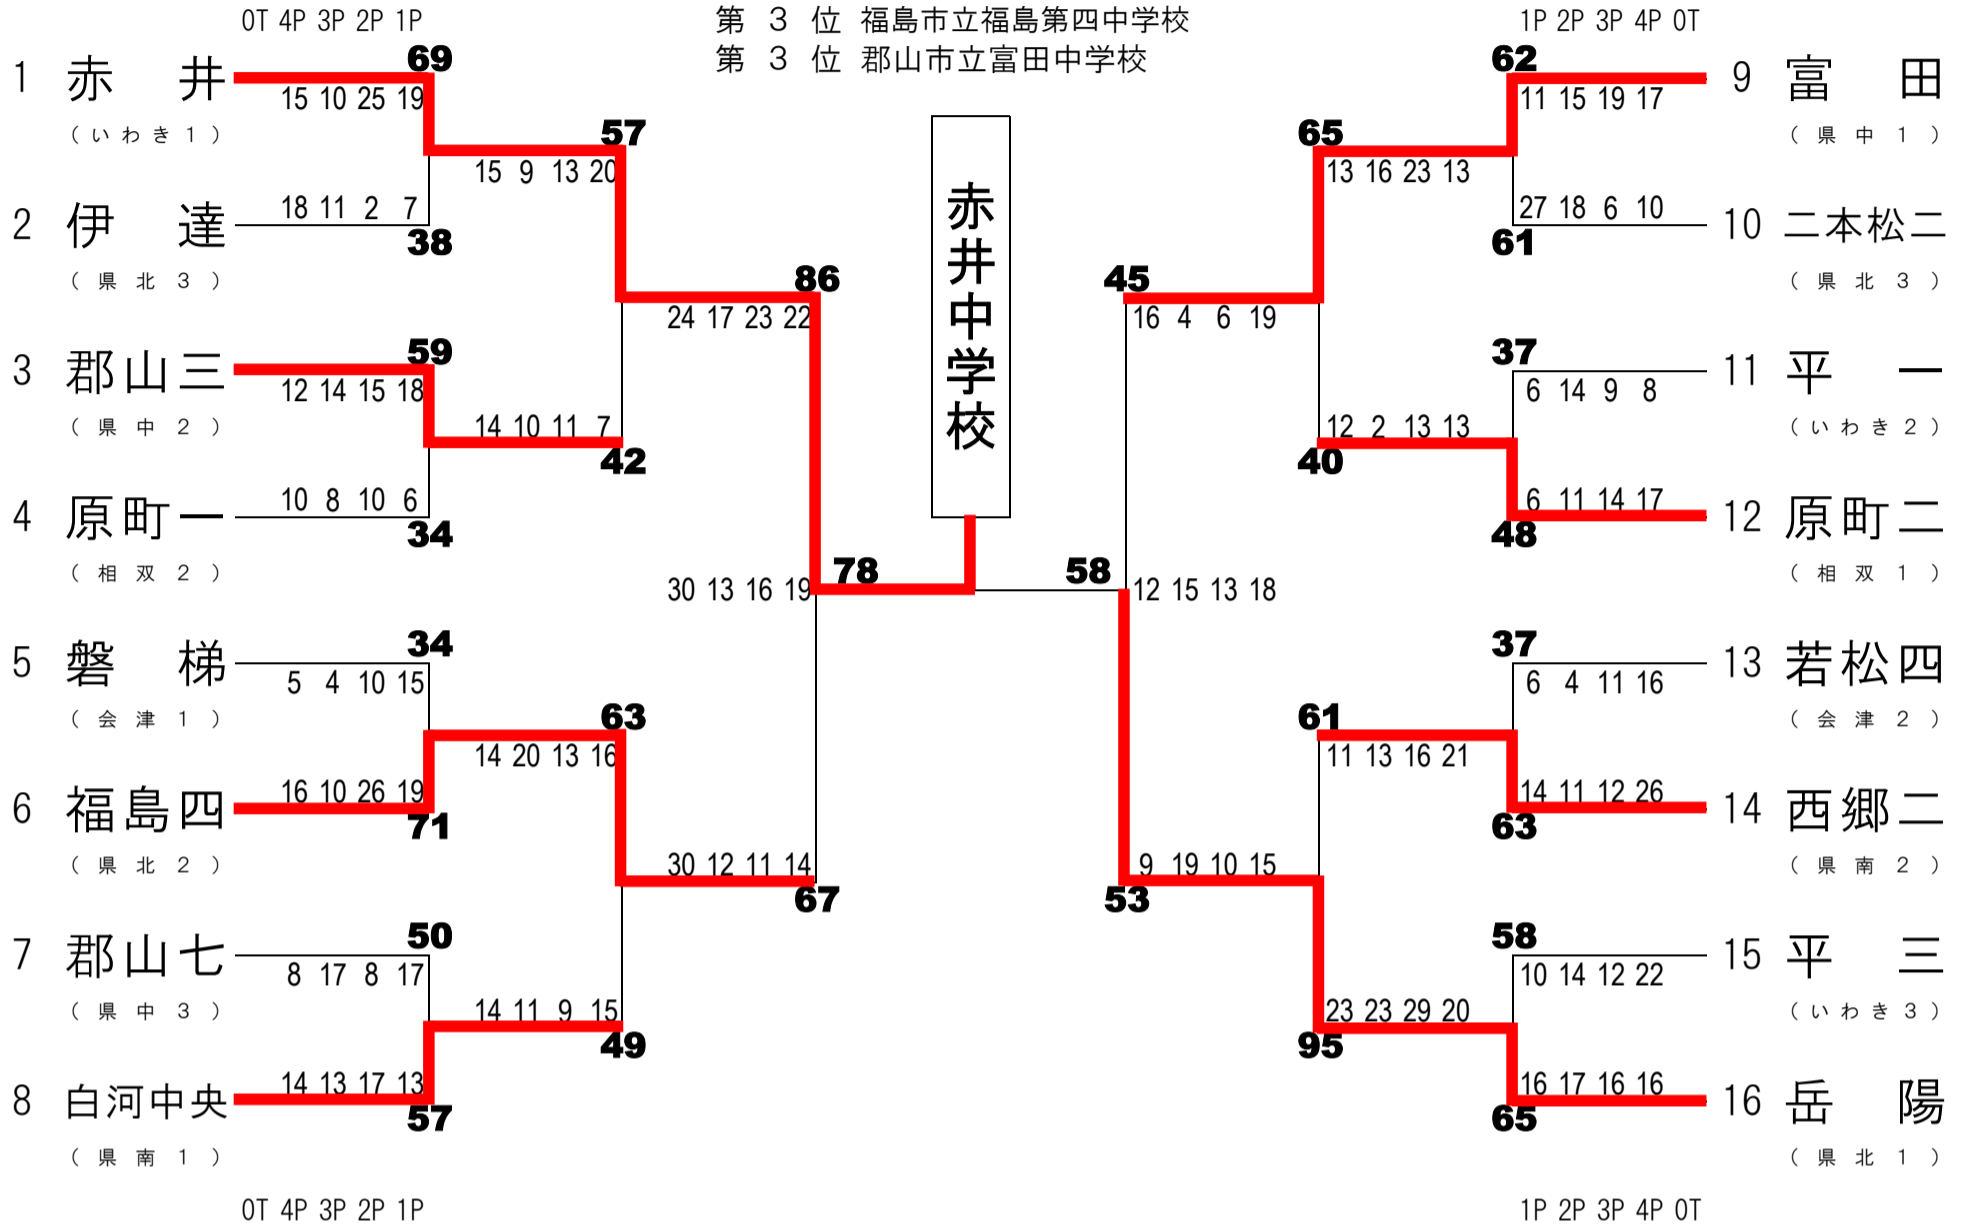 0T 4P 3P 2P 1P
第 3 位 福島市立福島第四中学校
1P 2P 3P 4P 0T
第 3 位 郡山市立富田中学校
1 赤井
69
15 10 25 19
(いわき1)
2 伊達
18 11 2 7
38
(県北3)
57
15 9 13 20
3 郡山三
59
12 14 15 18
(県中2)
4 原町一
10 8 10 6
34
(相双2)
14 10 11 7
42
86
24 17 23 22
5 磐梯
34
5 4 10 15
(会津1)
6 福島四
16 10 26 19
71
(県北2)
63
14 20 13 16
7 郡山七
50
8 17 8 17
(県中3)
8 白河中央
14 13 17 13
57
(県南1)
14 11 9 15
49
30 12 11 14
67
78
30 13 16 19
赤井中学校
58
12 15 13 18
45
16 4 6 19
65
13 16 23 13
62
11 15 19 17
9 富田
(県中1)
27 18 6 10
61
10 二本松二
(県北3)
37
6 14 9 8
11 平一
(いわき2)
12 2 13 13
40
6 11 14 17
48
12 原町二
(相双1)
37
6 4 11 16
13 若松四
(会津2)
61
11 13 16 21
14 11 12 26
63
14 西郷二
(県南2)
9 19 10 15
53
58
10 14 12 22
15 平三
(いわき3)
23 23 29 20
95
16 17 16 16
65
16 岳陽
(県北1)
0T 4P 3P 2P 1P
1P 2P 3P 4P 0T